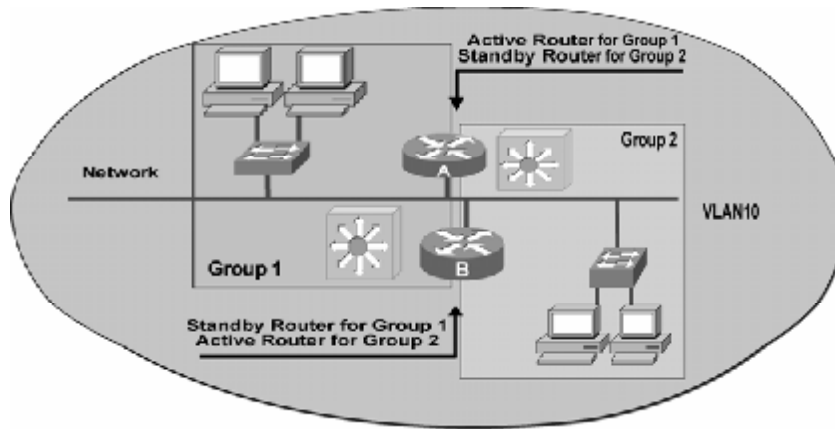 Active Router for Group 1
Standby Router for Group 2
Group 2
A
Network
VLAN10
B
Group 1
Standby Router for Group 1
Active Router for Group 2